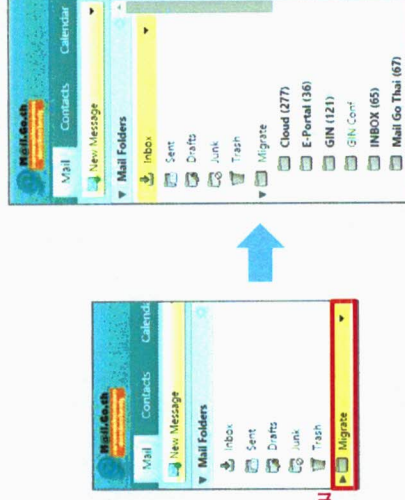 Mail.Go.th
Mail Contacts Calend
New Message
Mail Folders
Inbox
Sent
Drafts
Junk
Trash
Migrate
Mail.Go.th
Mail Contacts Calendar
New Message
Mail Folders
Inbox
Sent
Drafts
Junk
Trash
Migrate
Cloud (277)
E-Portal (36)
GIN (121)
GIN Conf
INBOX (65)
Mail Go Thai (67)